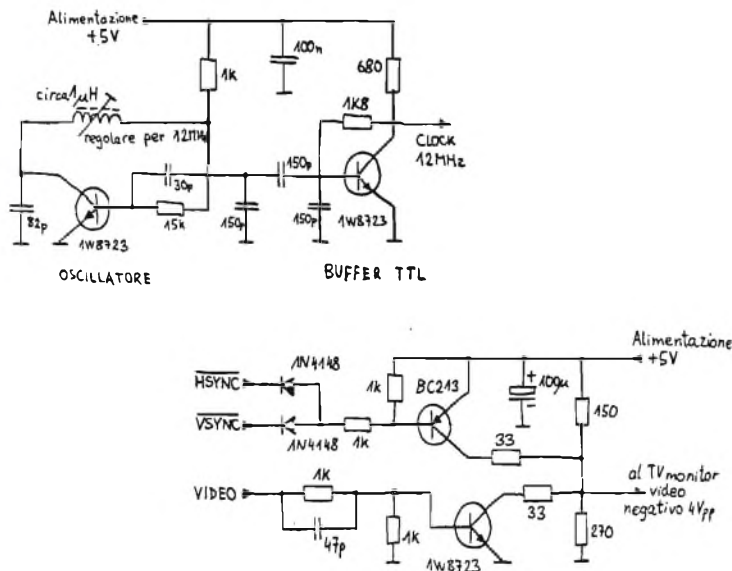 Alimentazione
+5V
100n
1k
680
circa 1µH
1K8
regolare per 12MHz
CLOCK
12MHz
30p
150p
82p
15k
150p
150p
1W8723
1W8723
OSCILLATORE
BUFFER TTL
Alimentazione
+5V
1N4148
HSYNC
1k
BC213
+
100µ
-
150
VSYNC
1N4148
1k
33
1K
al TV monitor
VIDEO
video
33
negativo 4Vpp
47p
1k
270
1W8723